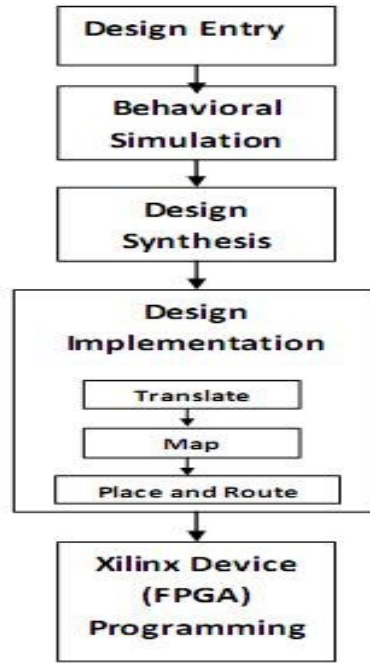 Design Entry
Behavioral
Simulation
Design
Synthesis
Design
Implementation
Translate
Map
Place and Route
Xilinx Device
(FPGA)
Programming